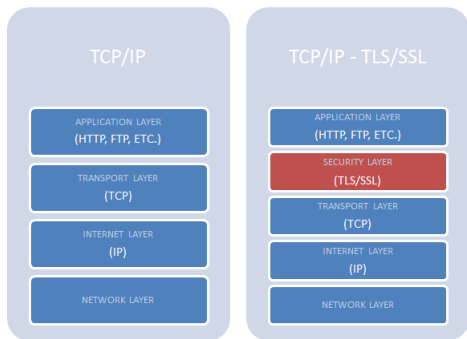 TCP/IP
APPLICATION LAYER
(HTTP, FTP, ETC.)
TRANSPORT LAYER
(TCP)
INTERNET LAYER
(IP)
NETWORK LAYER
TCP/IP - TLS/SSL
APPLICATION LAYER
(HTTP, FTP, ETC.)
SECURITY LAYER
(TLS/SSL)
TRANSPORT LAYER
(TCP)
INTERNET LAYER
(IP)
NETWORK LAYER